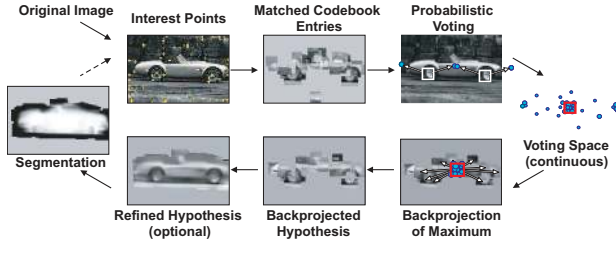 Original Image
Interest Points
Matched Codebook
Entries
Probabilistic
Voting
Voting Space
(continuous)
Segmentation
Refined Hypothesis
(optional)
Backprojected
Hypothesis
Backprojection
of Maximum